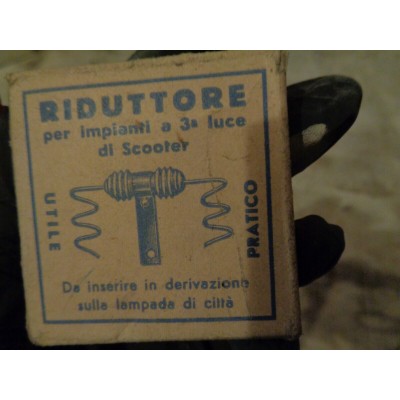 RIDUTTORE
per impianti a 3ª luce
di Scooter
UTILE
PRATICO
Da inserire in derivazione
sulla lampada di città